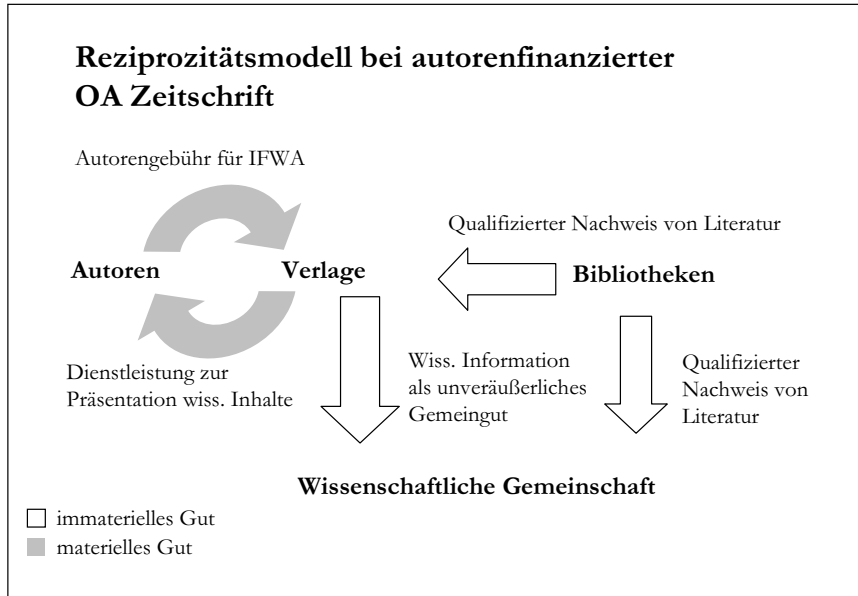 Reziprozitätsmodell bei autorenfinanzierter
OA Zeitschrift
Autorengebühr für IFWA
Qualifizierter Nachweis von Literatur
Autoren
Verlage
Bibliotheken
Dienstleistung zur
Präsentation wiss. Inhalte
Wiss. Information
als unveräußerliches
Gemeingut
Qualifizierter
Nachweis von
Literatur
Wissenschaftliche Gemeinschaft
immaterielles Gut
materielles Gut